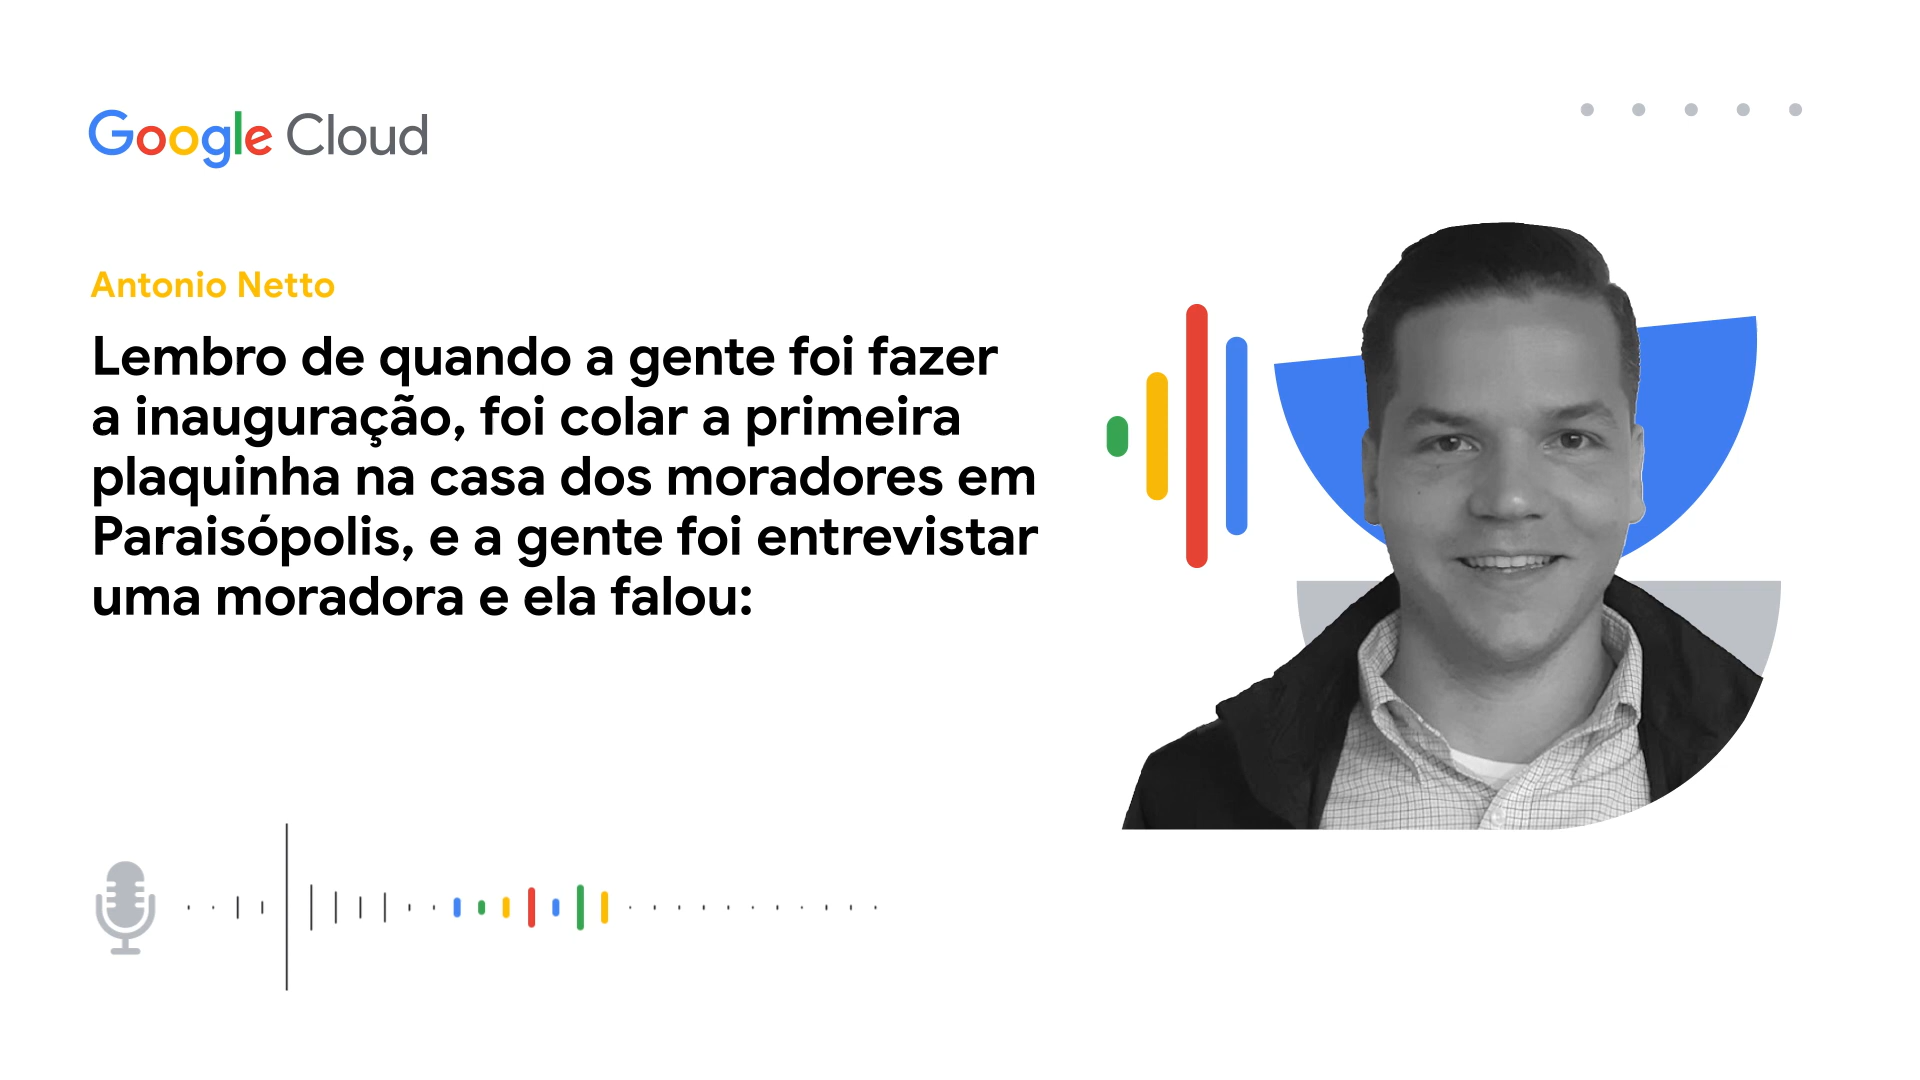 Google Cloud
Antonio Netto
Lembro de quando a gente foi fazer
a inauguração, foi colar a primeira
plaquinha na casa dos moradores em
Paraisópolis, e a gente foi entrevistar
uma moradora e ela falou: